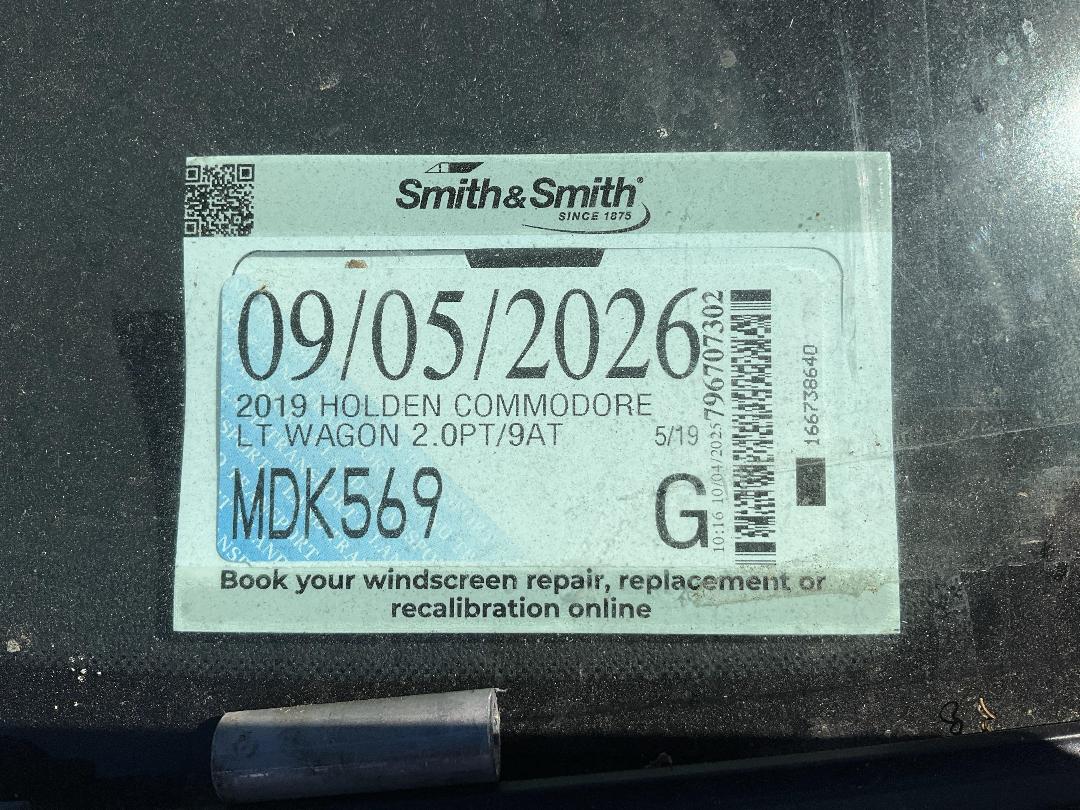 Smith&Smith®
SINCE 1875
09/05/2026
2019 HOLDEN COMMODORE
LT WAGON 2.0PT/9AT 5/19
MDK569 G
10:16 10/04/2025 796707302
166738640
Book your windscreen repair, replacement or
recalibration online